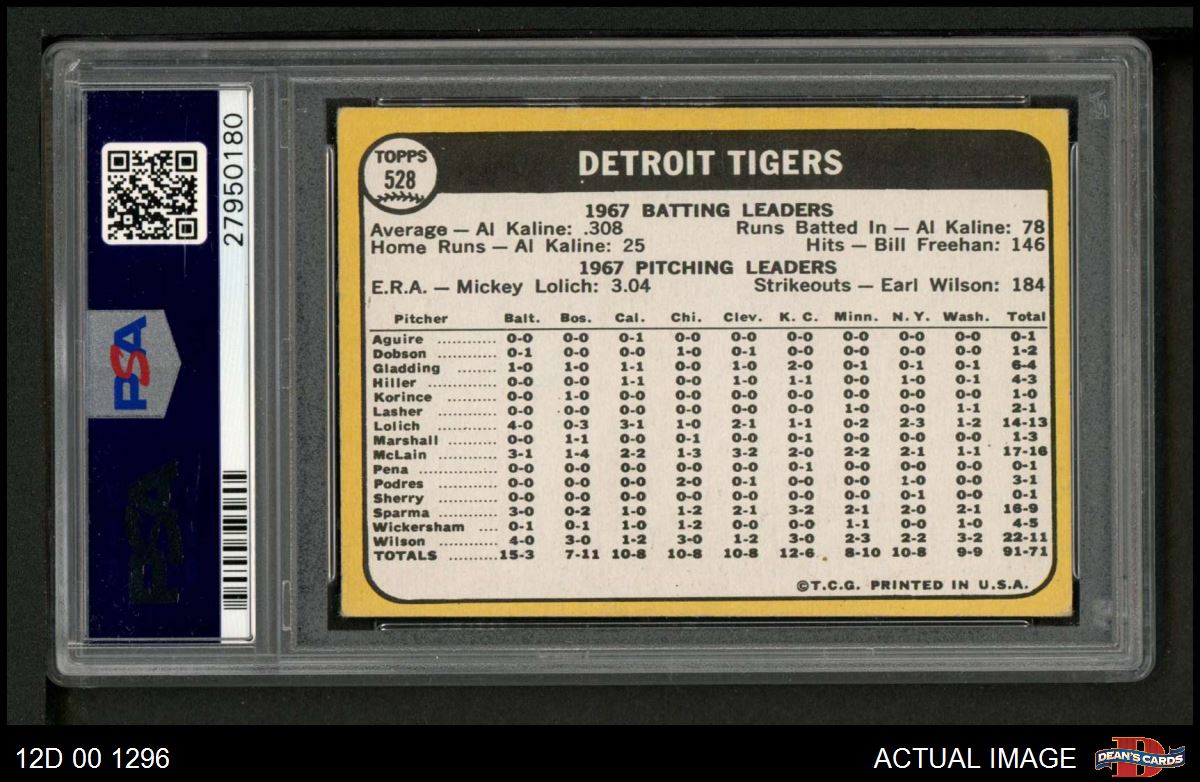 27950180
PSA
PSA
TOPPS
528
DETROIT TIGERS
1967 BATTING LEADERS
Average — Al Kaline: .308 Runs Batted In — Al Kaline: 78
Home Runs — Al Kaline: 25 Hits — Bill Freehan: 146
1967 PITCHING LEADERS
E.R.A. — Mickey Lolich: 3.04 Strikeouts — Earl Wilson: 184
Pitcher Balt. Bos. Cal. Chi. Clev. K. C. Minn. N. Y. Wash. Total
Aguire ............ 0-0 0-0 0-1 0-0 0-0 0-0 0-0 0-0 0-0 0-1
Dobson ............ 0-1 0-0 0-0 1-0 0-1 0-0 0-0 0-0 0-0 1-2
Gladding ........ 1-0 1-0 1-1 0-0 1-0 2-0 0-1 0-1 0-1 6-4
Hiller ............ 0-0 0-0 1-1 0-0 1-0 1-1 0-0 1-0 0-1 4-3
Korince .......... 0-0 1-0 0-0 0-0 0-0 0-0 0-0 0-0 0-0 1-0
Lasher ............ 0-0 0-0 0-0 0-0 0-0 0-0 1-0 0-0 1-1 2-1
Lolich ............ 4-0 0-3 3-1 1-0 2-1 1-1 0-2 2-3 1-2 14-13
Marshall .......... 0-0 1-1 0-0 0-1 0-0 0-1 0-0 0-0 0-0 1-3
McLain ............ 3-1 1-4 2-2 1-3 3-2 2-0 2-2 2-1 1-1 17-16
Pena .............. 0-0 0-0 0-0 0-0 0-0 0-1 0-0 0-0 0-0 0-1
Podres ............ 0-0 0-0 0-0 2-0 0-1 0-0 0-0 1-0 0-0 3-1
Sherry ............ 0-0 0-0 0-0 0-0 0-0 0-0 0-0 0-1 0-0 0-1
Sparma ............ 3-0 0-2 1-0 1-2 2-1 3-2 2-1 2-0 2-1 16-9
Wickersham .... 0-1 0-1 1-0 1-2 0-0 0-0 1-1 0-0 1-0 4-5
Wilson ............ 4-0 3-0 1-2 3-0 1-2 3-0 2-3 2-2 3-2 22-11
TOTALS .......... 15-3 7-11 10-8 10-8 10-8 12-6 8-10 10-8 9-9 91-71
©T.C.G. PRINTED IN U.S.A.
12D 00 1296
ACTUAL IMAGE
DEAN'S CARDS